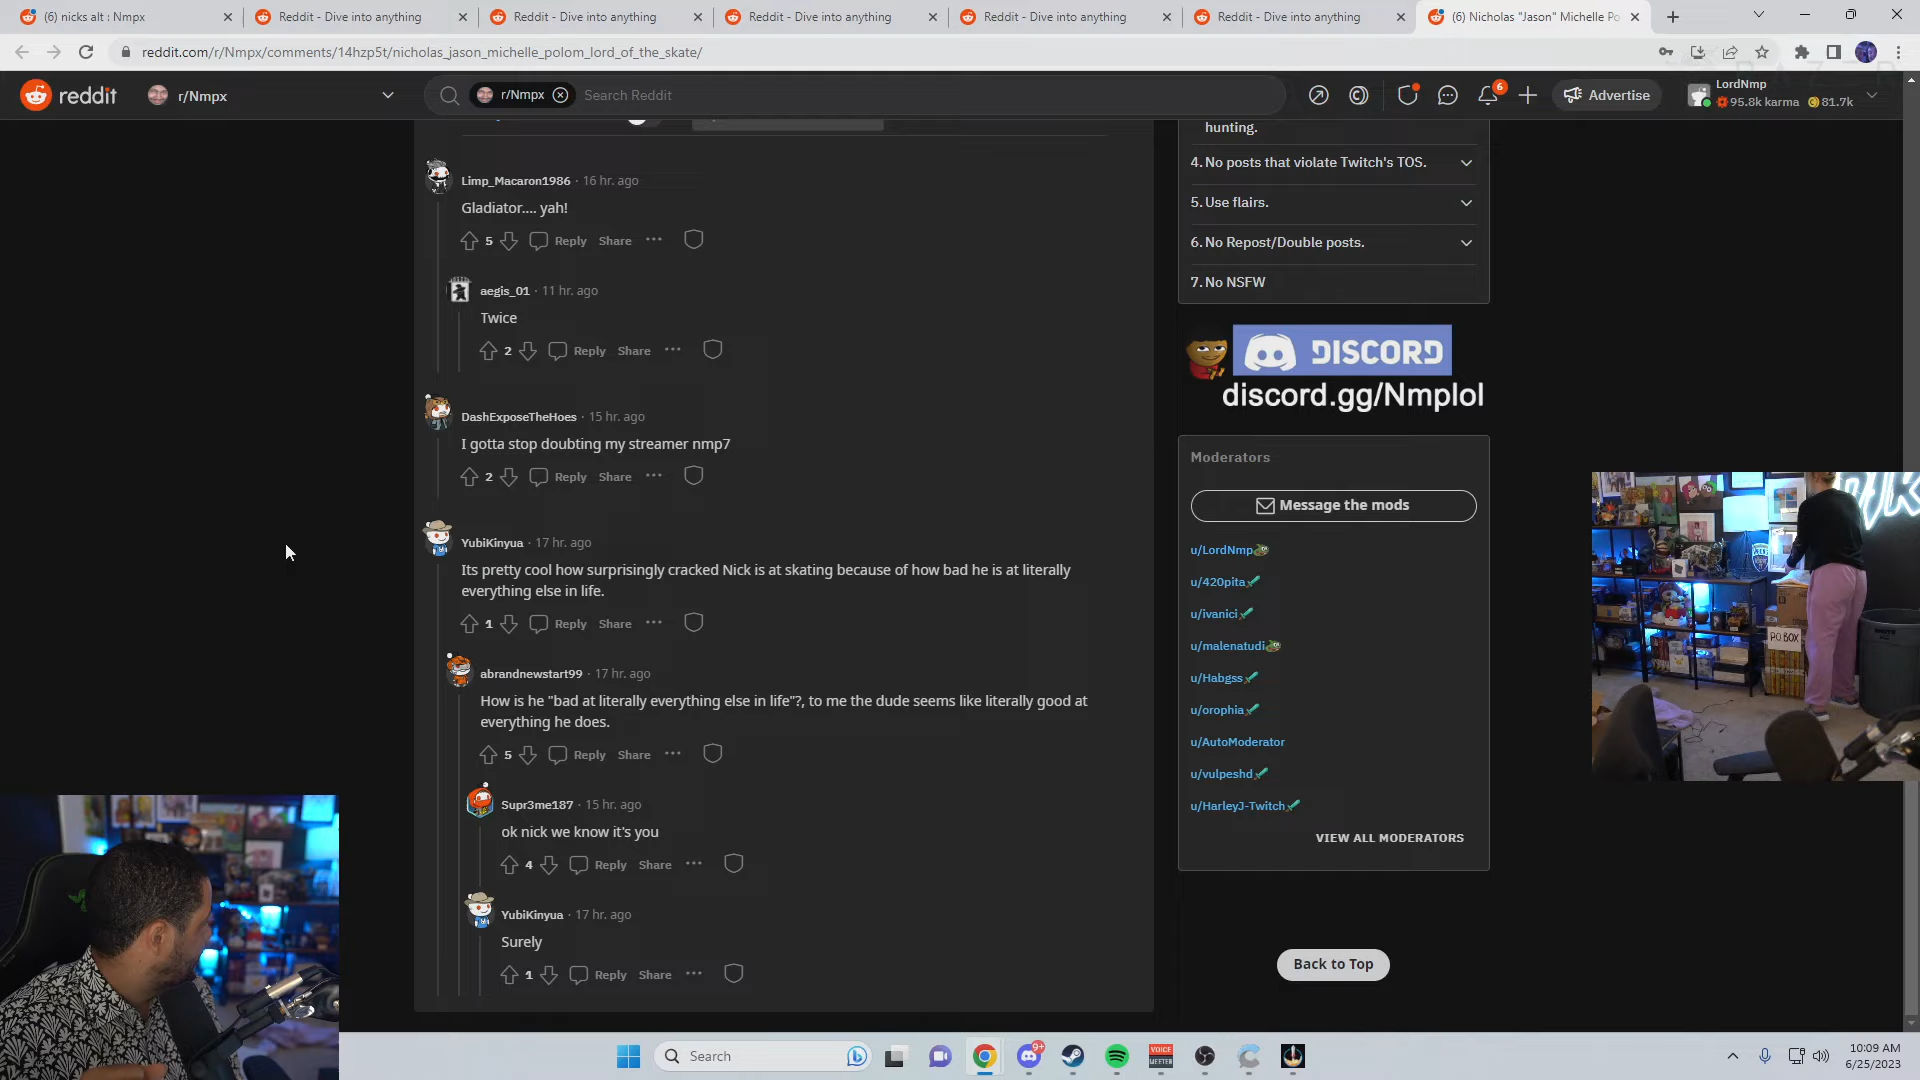 (6) nicks alt : Nmpx
Reddit - Dive into anything
Reddit - Dive into anything
Reddit - Dive into anything
Reddit - Dive into anything
Reddit - Dive into anything
(6) Nicholas "Jason" Michelle Po
reddit.com/r/Nmpx/comments/14hzp5t/nicholas_jason_michelle_polom_lord_of_the_skate/
reddit
r/Nmpx
r/Nmpx
Search Reddit
6
Advertise
LordNmp
95.8k karma
81.7k
Limp_Macaron1986 · 16 hr. ago
Gladiator.... yah!
5 Reply Share ...
aegis_01 · 11 hr. ago
Twice
2 Reply Share ...
DashExposeTheHoes · 15 hr. ago
I gotta stop doubting my streamer nmp7
2 Reply Share ...
YubiKinyua · 17 hr. ago
Its pretty cool how surprisingly cracked Nick is at skating because of how bad he is at literally
everything else in life.
1 Reply Share ...
abrandnewstart99 · 17 hr. ago
How is he "bad at literally everything else in life"?, to me the dude seems like literally good at
everything he does.
5 Reply Share ...
Supr3me187 · 15 hr. ago
ok nick we know it's you
4 Reply Share ...
YubiKinyua · 17 hr. ago
Surely
1 Reply Share ...
hunting.
4. No posts that violate Twitch's TOS.
5. Use flairs.
6. No Repost/Double posts.
7. No NSFW
DISCORD
discord.gg/Nmplol
Moderators
Message the mods
u/LordNmp
u/420pita
u/ivanici
u/malenatudi
u/Habgss
u/orophia
u/AutoModerator
u/vulpeshd
u/HarleyJ-Twitch
VIEW ALL MODERATORS
Back to Top
PO BOX
Search
9+
VOICE
MEETER
10:09 AM
6/25/2023